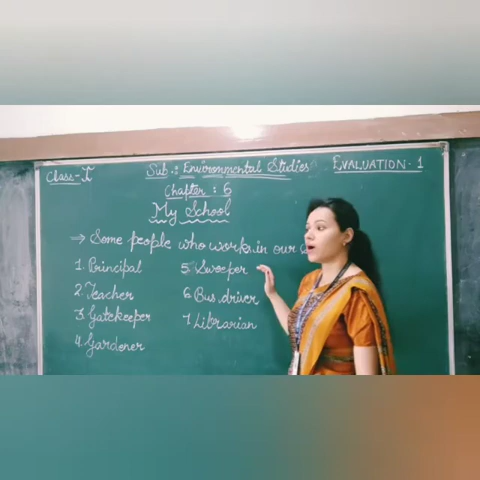 Class-I
Sub.: Environmental Studies
EVALUATION-1
Chapter : 6
My School
⇒ Some people who works in our
1. Principal
2. Teacher
3. Gatekeeper
4. Gardener
5. Sweeper
6. Bus driver
7. Librarian